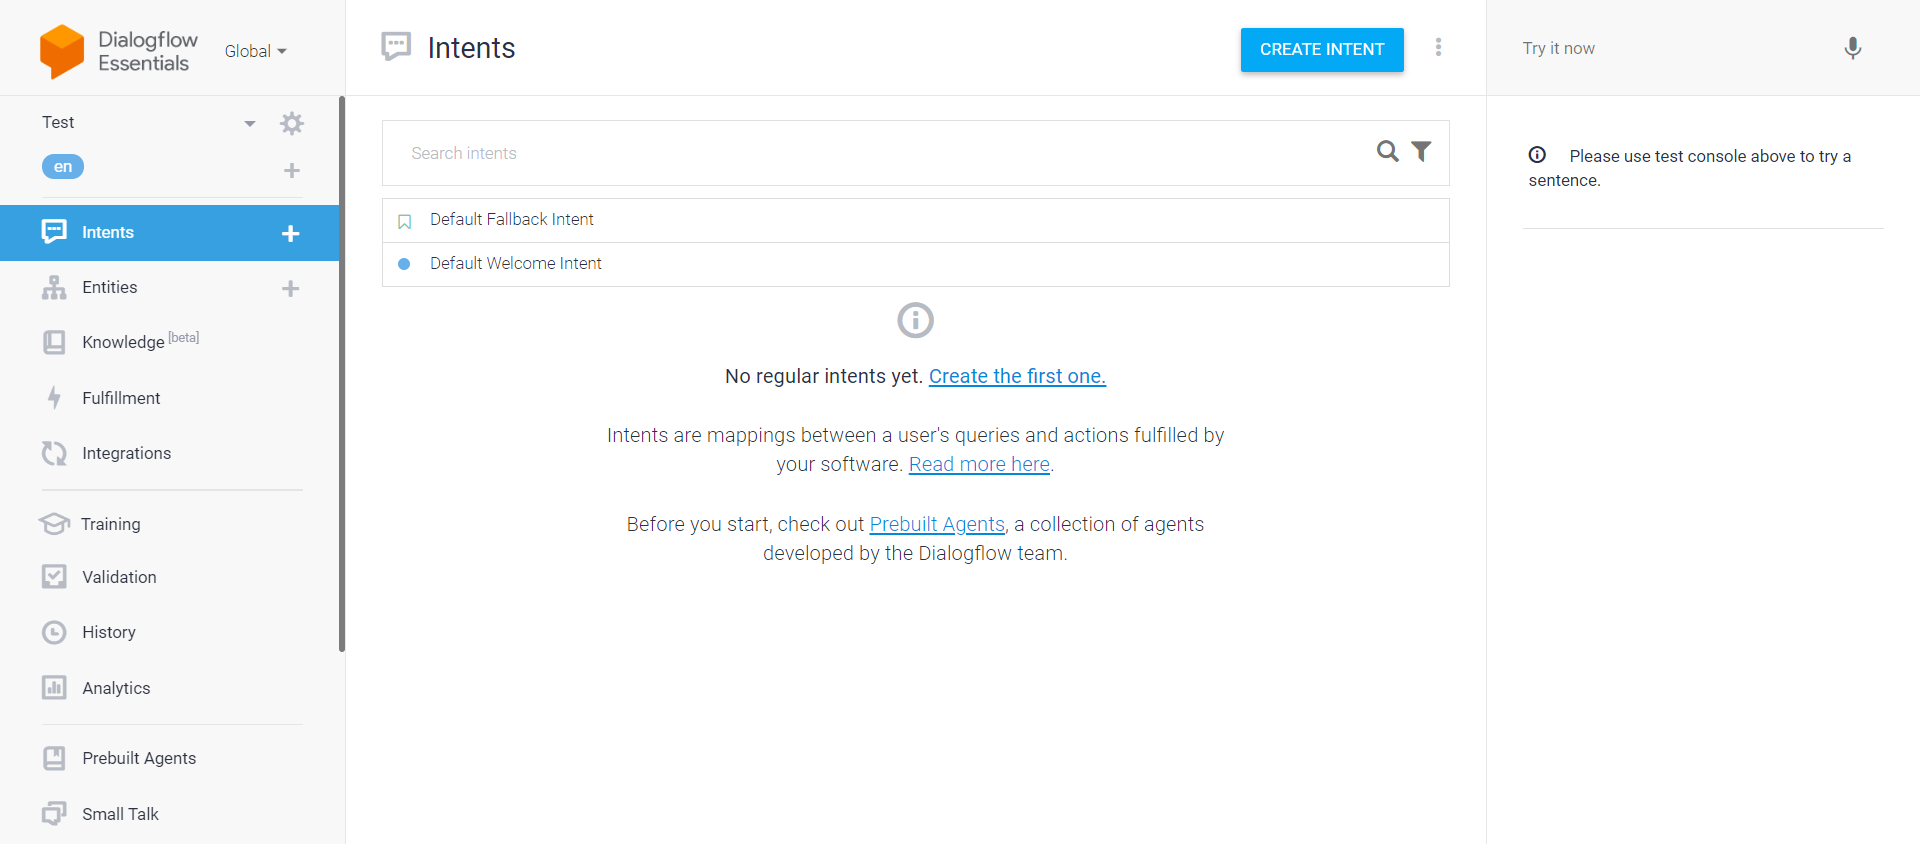 Dialogflow
Essentials
Global
Test
en
Intents
Entities
Knowledge [beta]
Fulfillment
Integrations
Training
Validation
History
Analytics
Prebuilt Agents
Small Talk
Intents
CREATE INTENT
Search intents
Default Fallback Intent
Default Welcome Intent
No regular intents yet. Create the first one.
Intents are mappings between a user's queries and actions fulfilled by
your software. Read more here.
Before you start, check out Prebuilt Agents, a collection of agents
developed by the Dialogflow team.
Try it now
Please use test console above to try a
sentence.